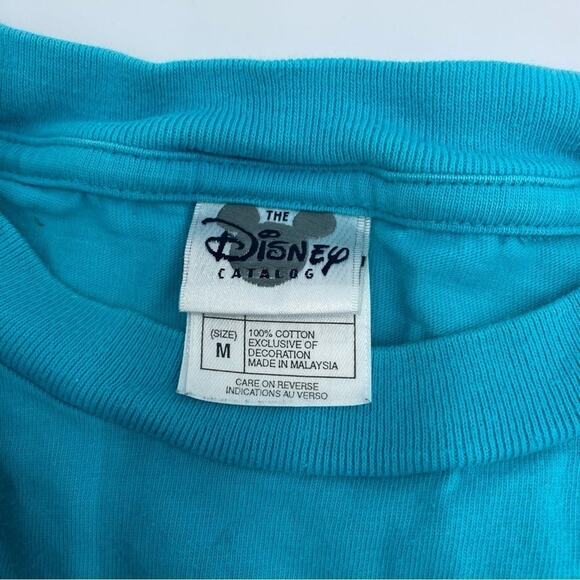 THE
Disney
CATALOG
(SIZE)
M
100% COTTON
EXCLUSIVE OF
DECORATION
MADE IN MALAYSIA
CARE ON REVERSE
INDICATIONS AU VERSO